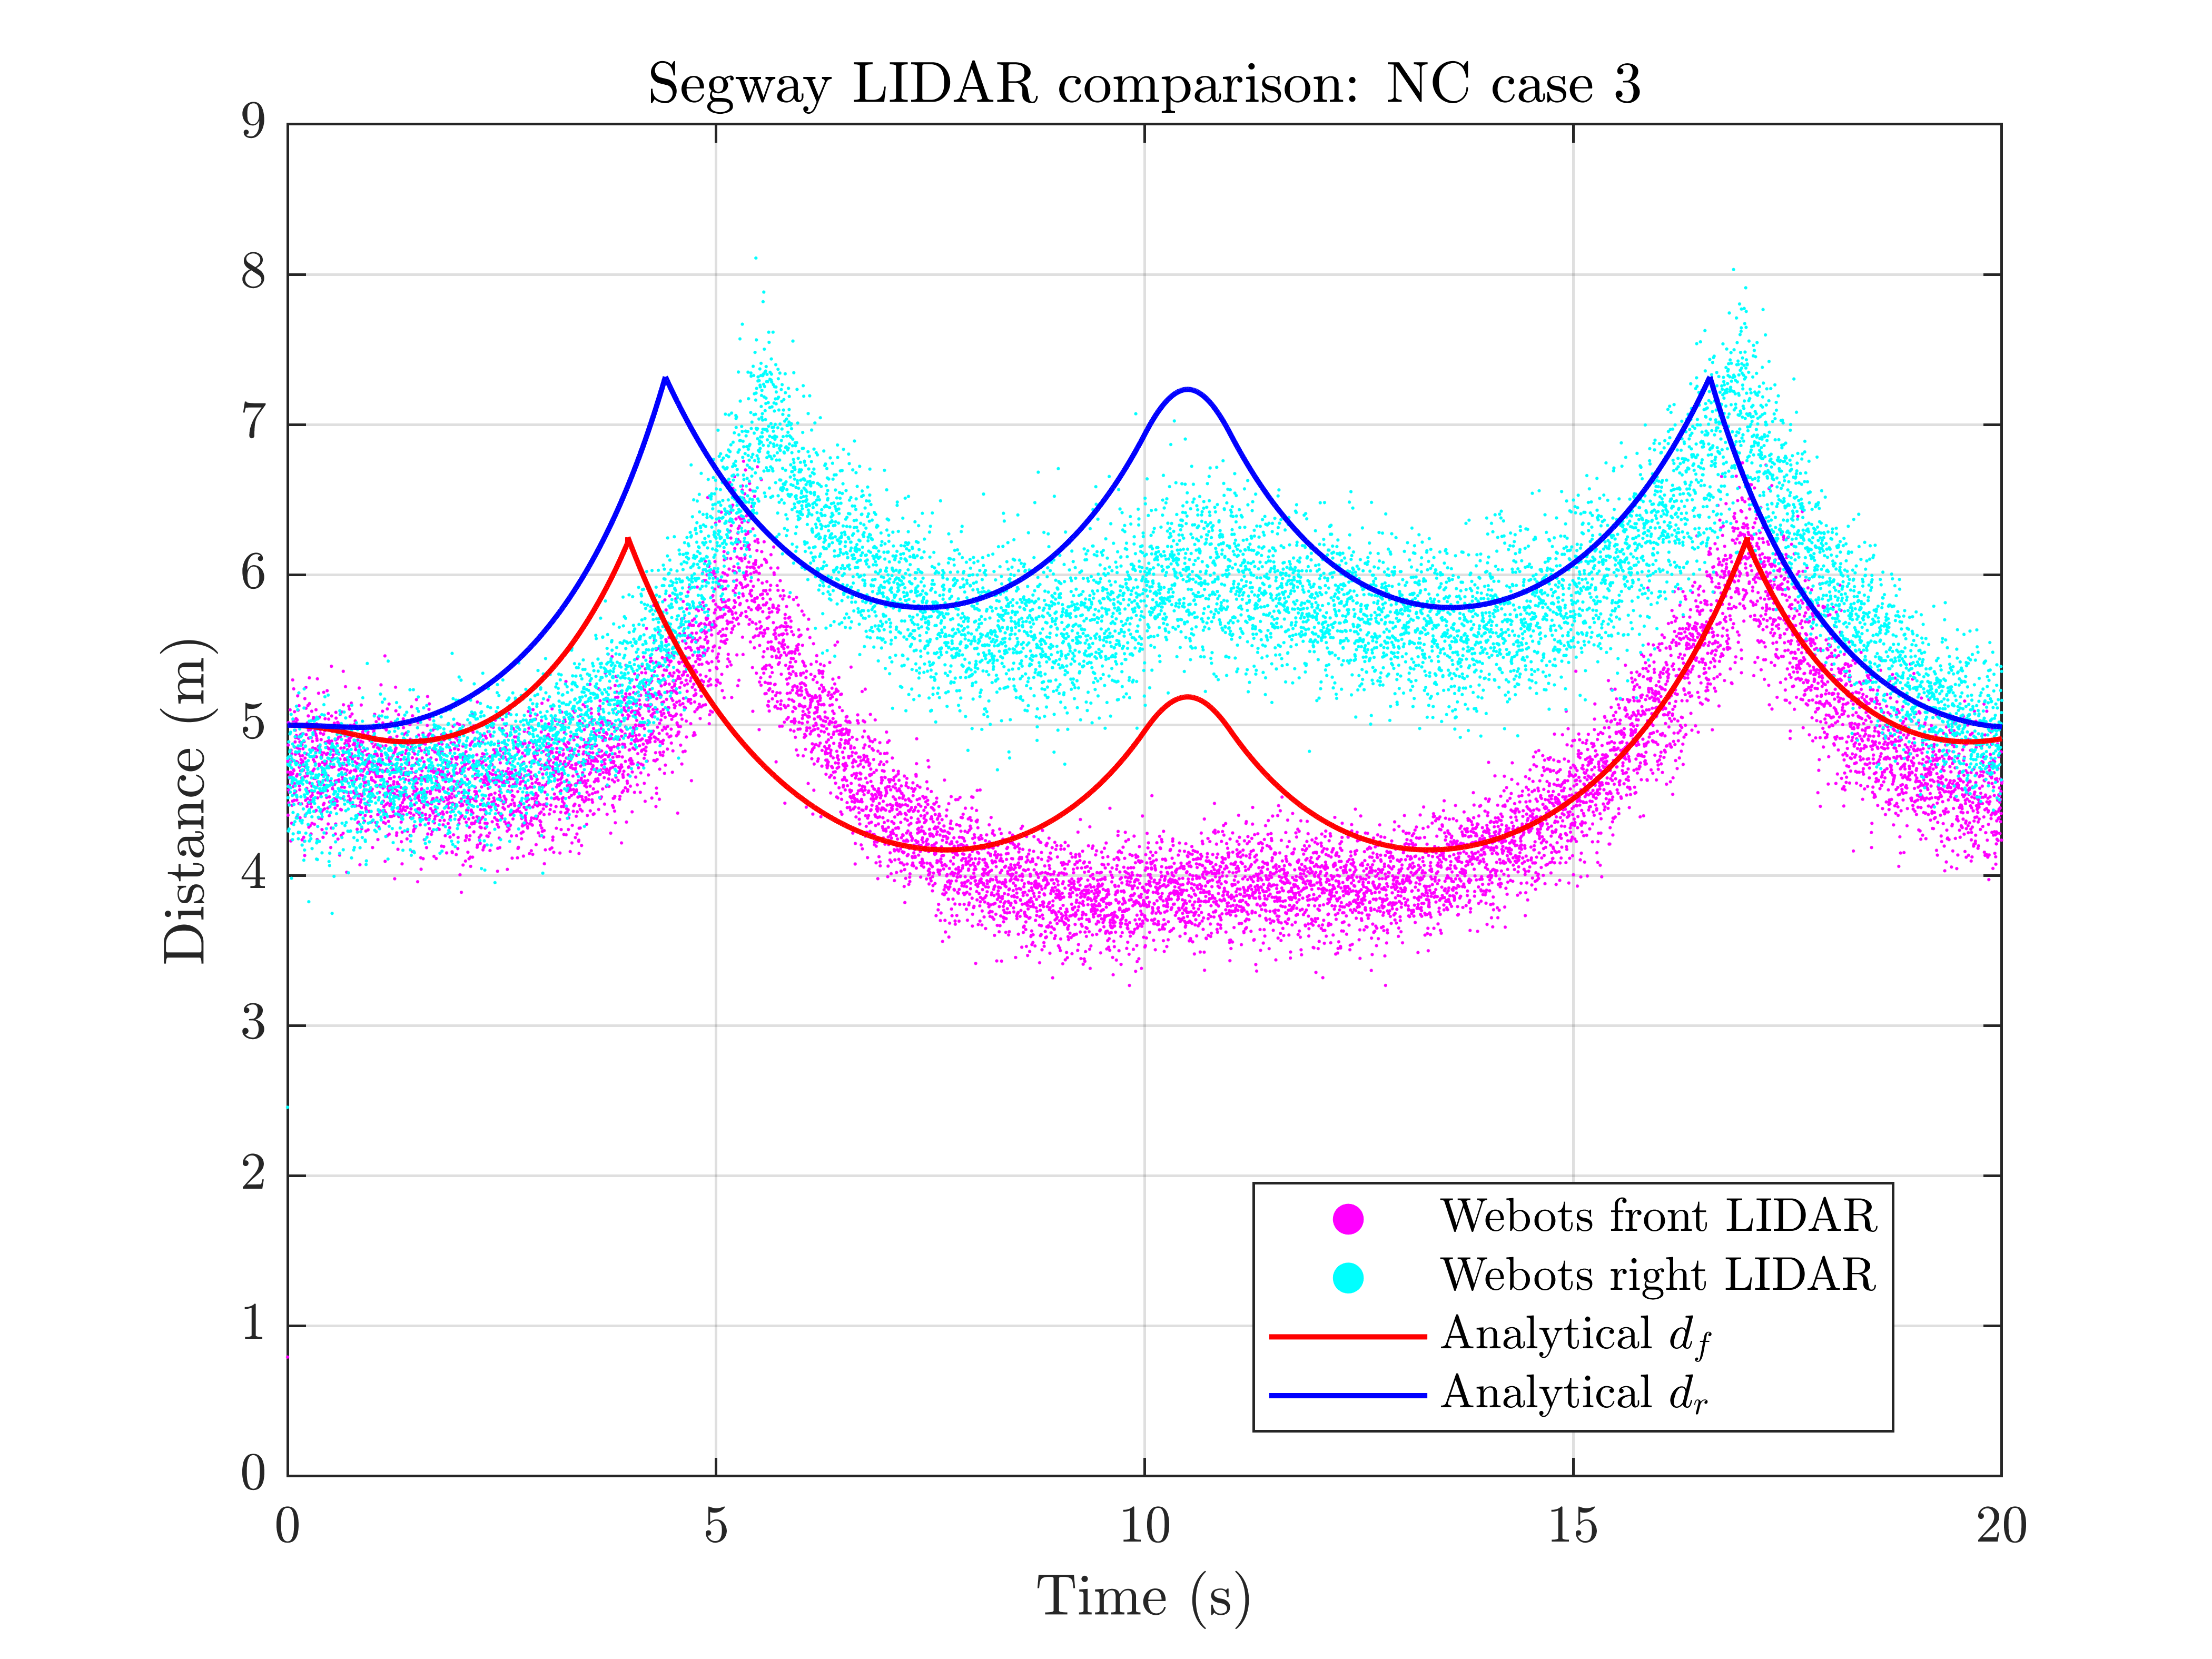 Segway LIDAR comparison: NC case 3
9
8
7
6
5
4
3
2
1
0
Distance (m)
Webots front LIDAR
Webots right LIDAR
Analytical d_f
Analytical d_r
0 5 10 15 20
Time (s)